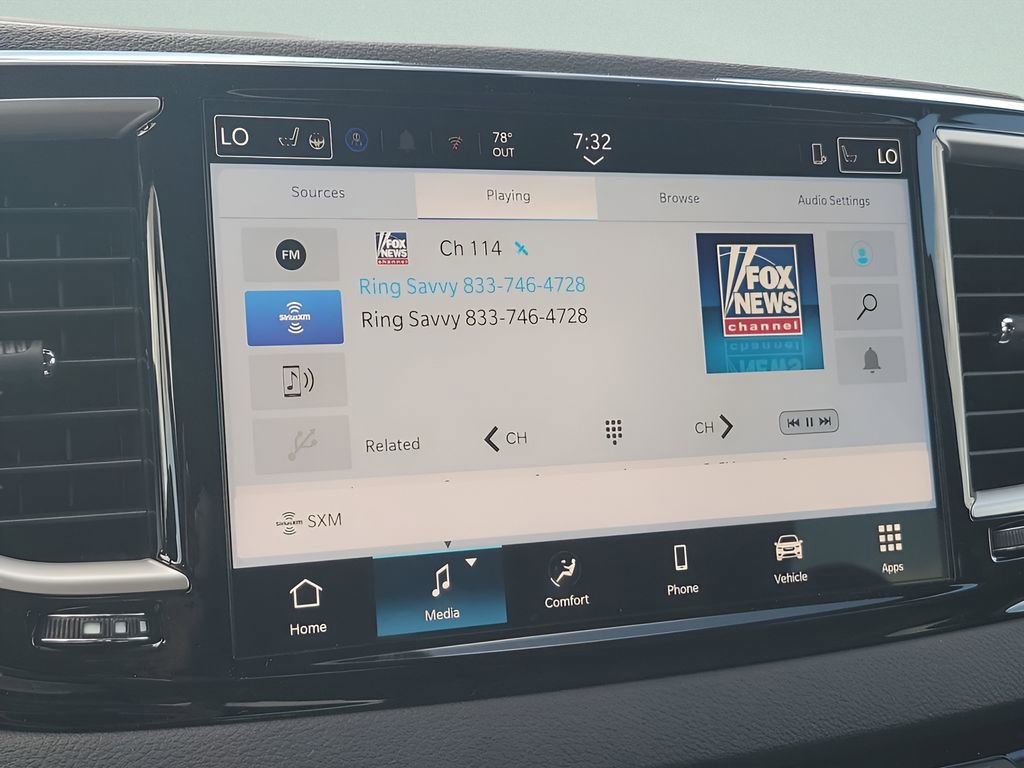 LO
78°
OUT
7:32
LO
Sources
Playing
Browse
Audio Settings
FM
FOX
NEWS
channel
Ch 114
SiriusXM
Ring Savvy 833-746-4728
Ring Savvy 833-746-4728
FOX
NEWS
channel
Related
CH
CH
SiriusXM SXM
Home
Media
Comfort
Phone
Vehicle
Apps